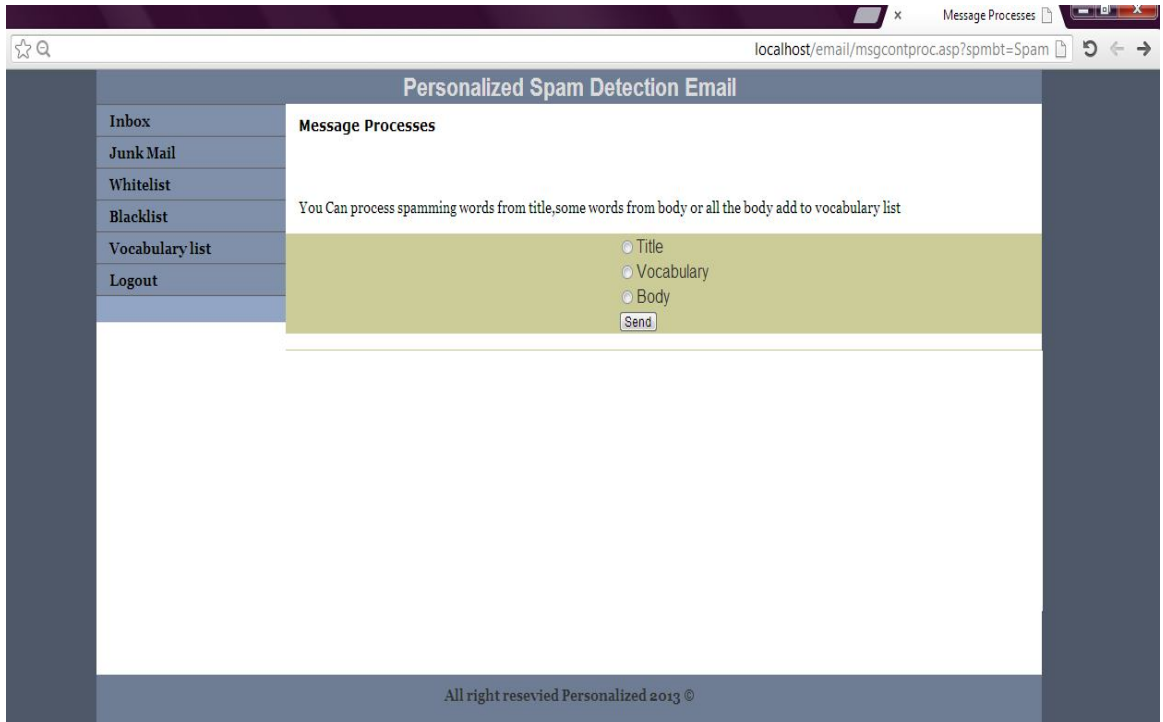 Message Processes
localhost/email/msgcontproc.asp?spmbt=Spam
Personalized Spam Detection Email
Inbox
Junk Mail
Whitelist
Blacklist
Vocabulary list
Logout
Message Processes
You Can process spamming words from title,some words from body or all the body add to vocabulary list
Title
Vocabulary
Body
Send
All right resevied Personalized 2013 ©